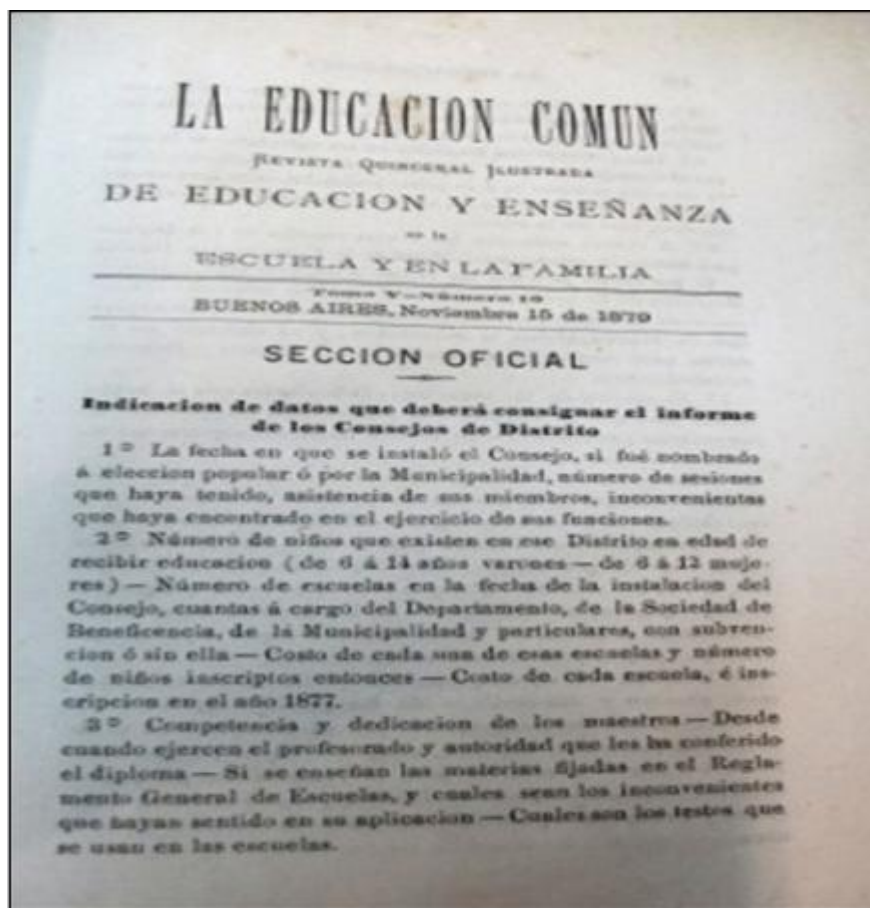 LA EDUCACION COMUN
REVISTA QUINCENAL ILUSTRADA
DE EDUCACION Y ENSEÑANZA
en la
ESCUELA Y EN LA FAMILIA
Tomo V—Número 
BUENOS AIRES, Noviembre 15 de 1879
SECCION OFICIAL
Indicacion de datos que deberá consignar el informe
de los Consejos de Distrito
1º La fecha en que se instaló el Consejo, si fué nombrado
á eleccion popular ó por la Municipalidad, número de sesiones
que haya tenido, asistencia de sus miembros, inconvenientes
que haya encontrado en el ejercicio de sus funciones.
2º Número de niños que existen en ese Distrito en edad de
recibir educacion (de 6 á 14 años varones — de 6 á 12 muje-
res) — Número de escuelas en la fecha de la instalacion del
Consejo, cuantas á cargo del Departamento, de la Sociedad de
Beneficencia, de la Municipalidad y particulares, con subven-
cion ó sin ella — Costo de cada una de esas escuelas y número
de niños inscriptos entonces — Costo de cada escuela, é ins-
cripcion en el año 1877.
3º Competencia y dedicacion de los maestros — Desde
cuando ejercen el profesorado y autoridad que les ha conferido
el diploma — Si se enseñan las materias fijadas en el Regla-
mento General de Escuelas, y cuales sean los inconvenientes
que hayan sentido en su aplicacion — Cuales son los testos que
se usan en las escuelas.